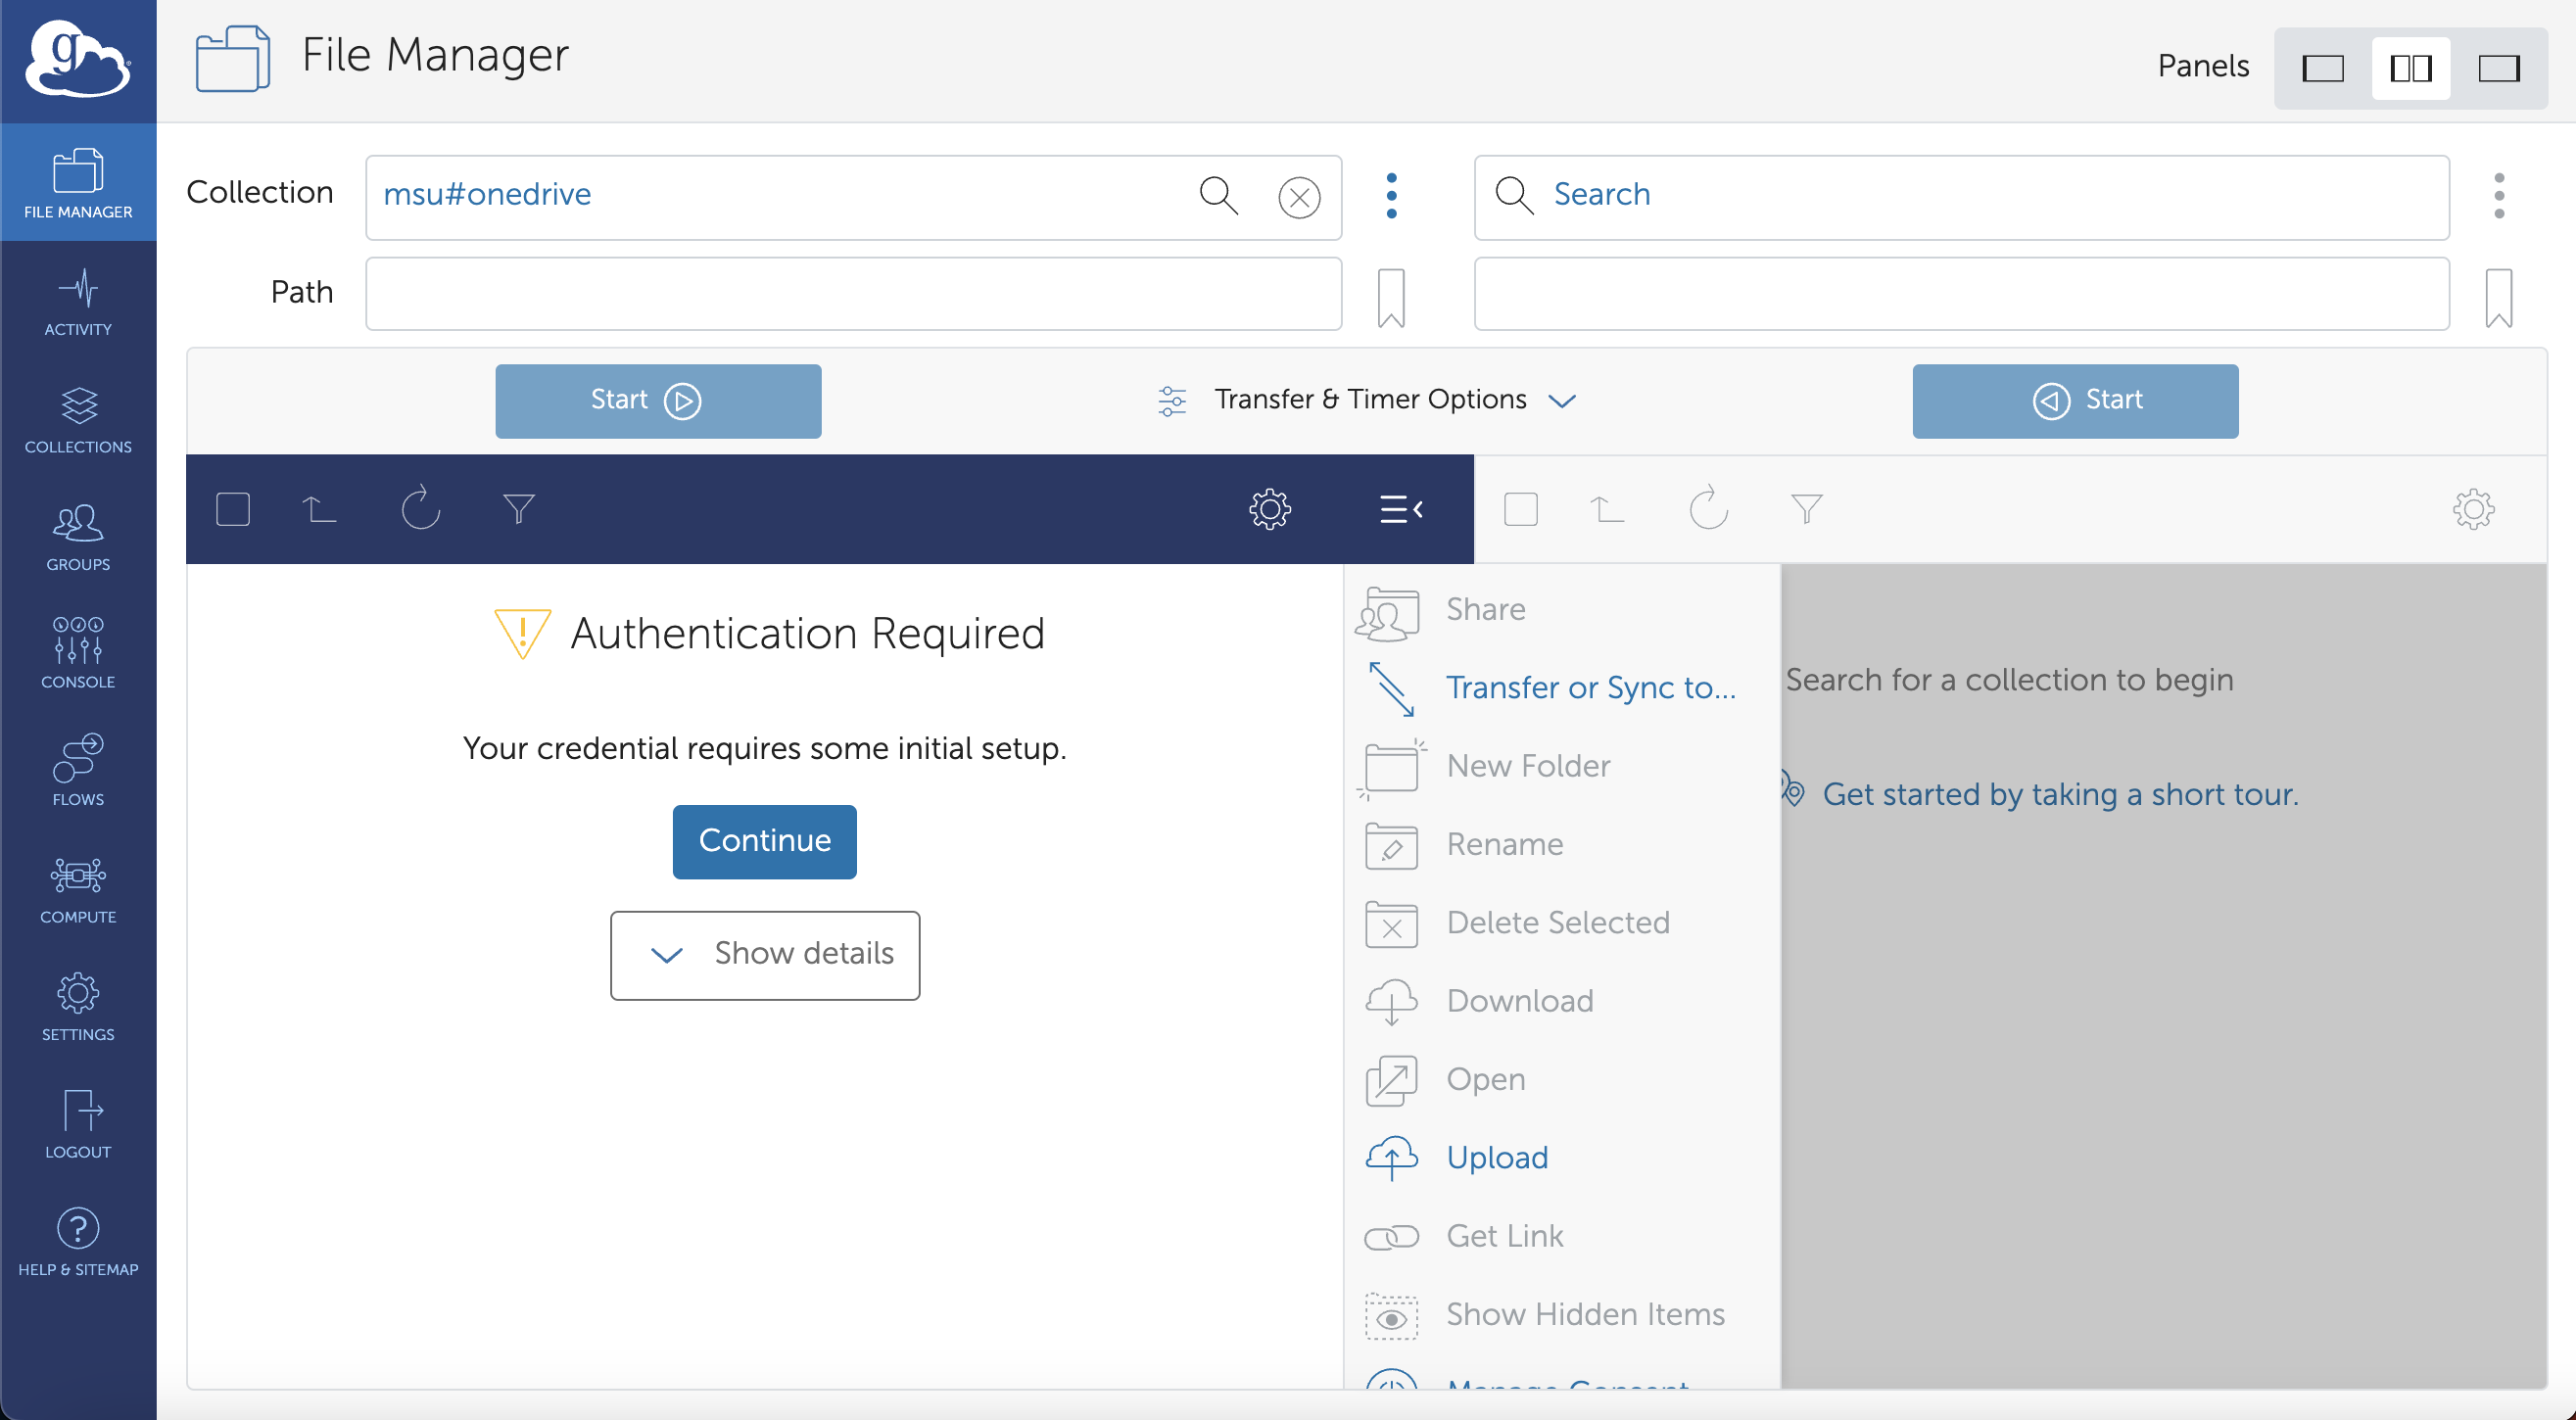 g
File Manager
Panels
FILE MANAGER
ACTIVITY
COLLECTIONS
GROUPS
CONSOLE
FLOWS
COMPUTE
SETTINGS
LOGOUT
HELP & SITEMAP
Collection
msu#onedrive
Search
Path
Start
Transfer & Timer Options
Start
Authentication Required
Your credential requires some initial setup.
Continue
Show details
Share
Transfer or Sync to...
New Folder
Rename
Delete Selected
Download
Open
Upload
Get Link
Show Hidden Items
Manage Consent
Search for a collection to begin
Get started by taking a short tour.